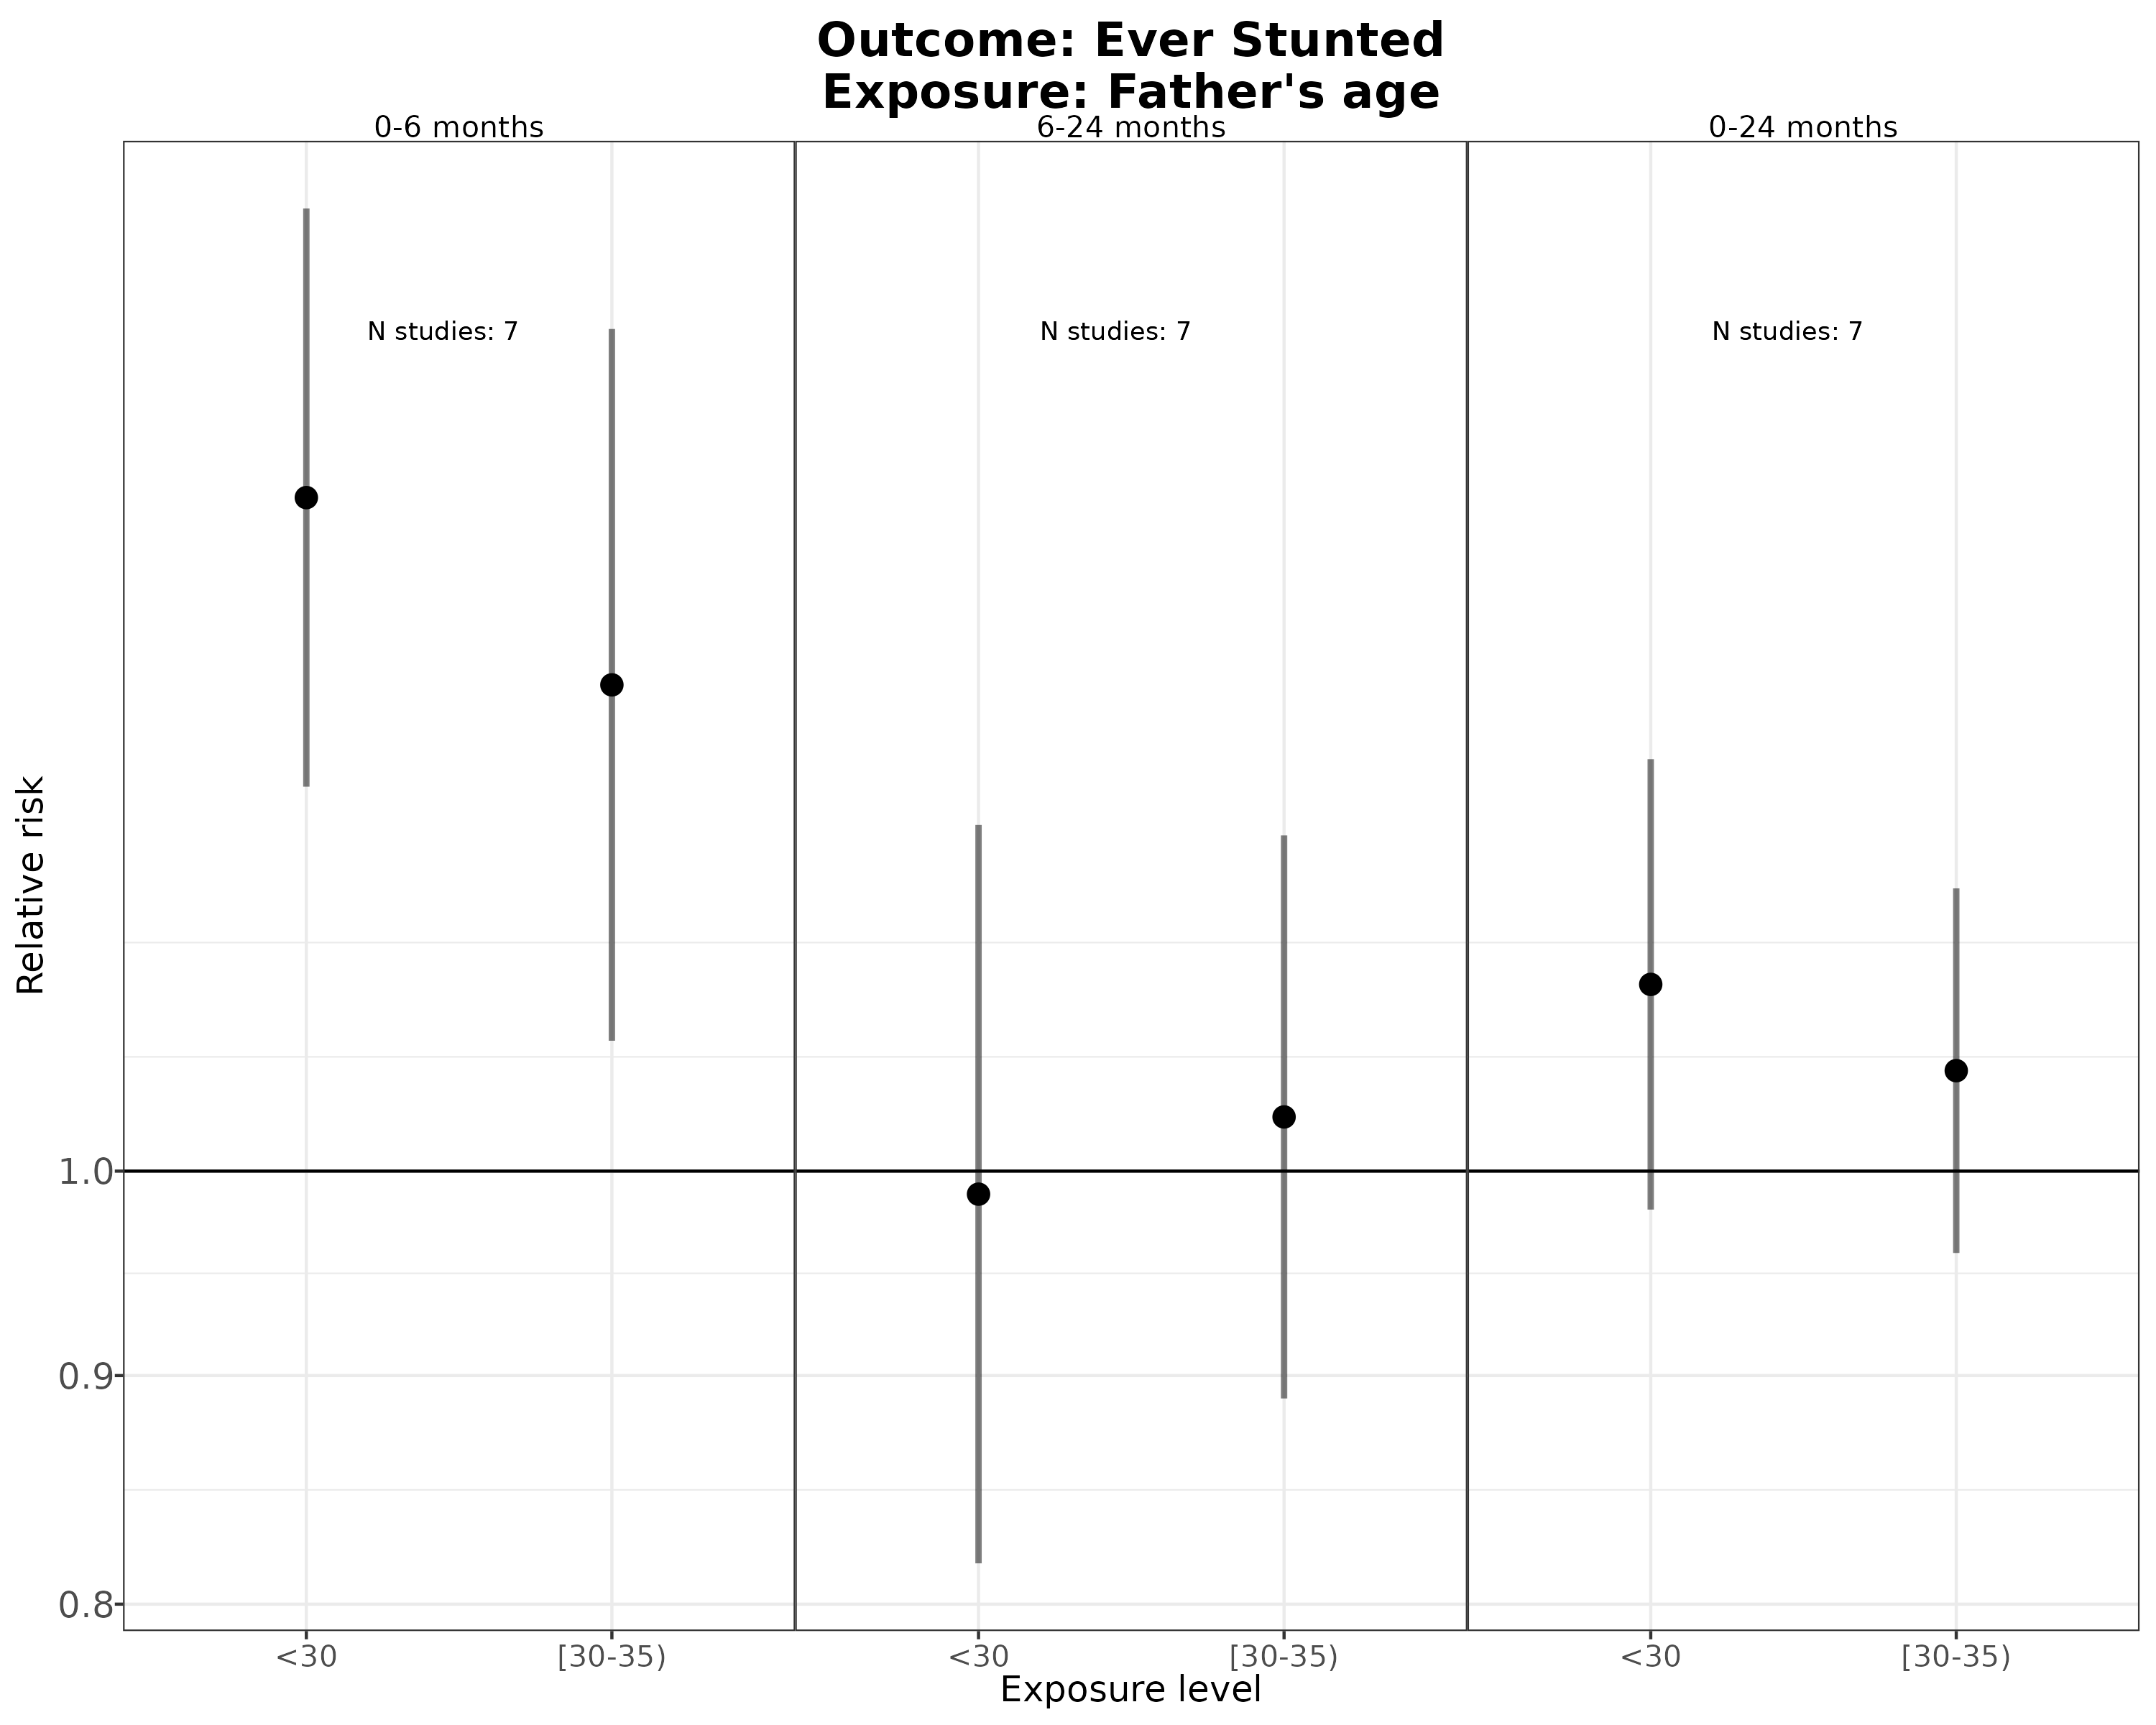 Outcome: Ever Stunted
Exposure: Father's age
0-6 months
6-24 months
0-24 months
N studies: 7
N studies: 7
N studies: 7
Relative risk
1.0
0.9
0.8
<30
[30-35)
<30
[30-35)
<30
[30-35)
Exposure level